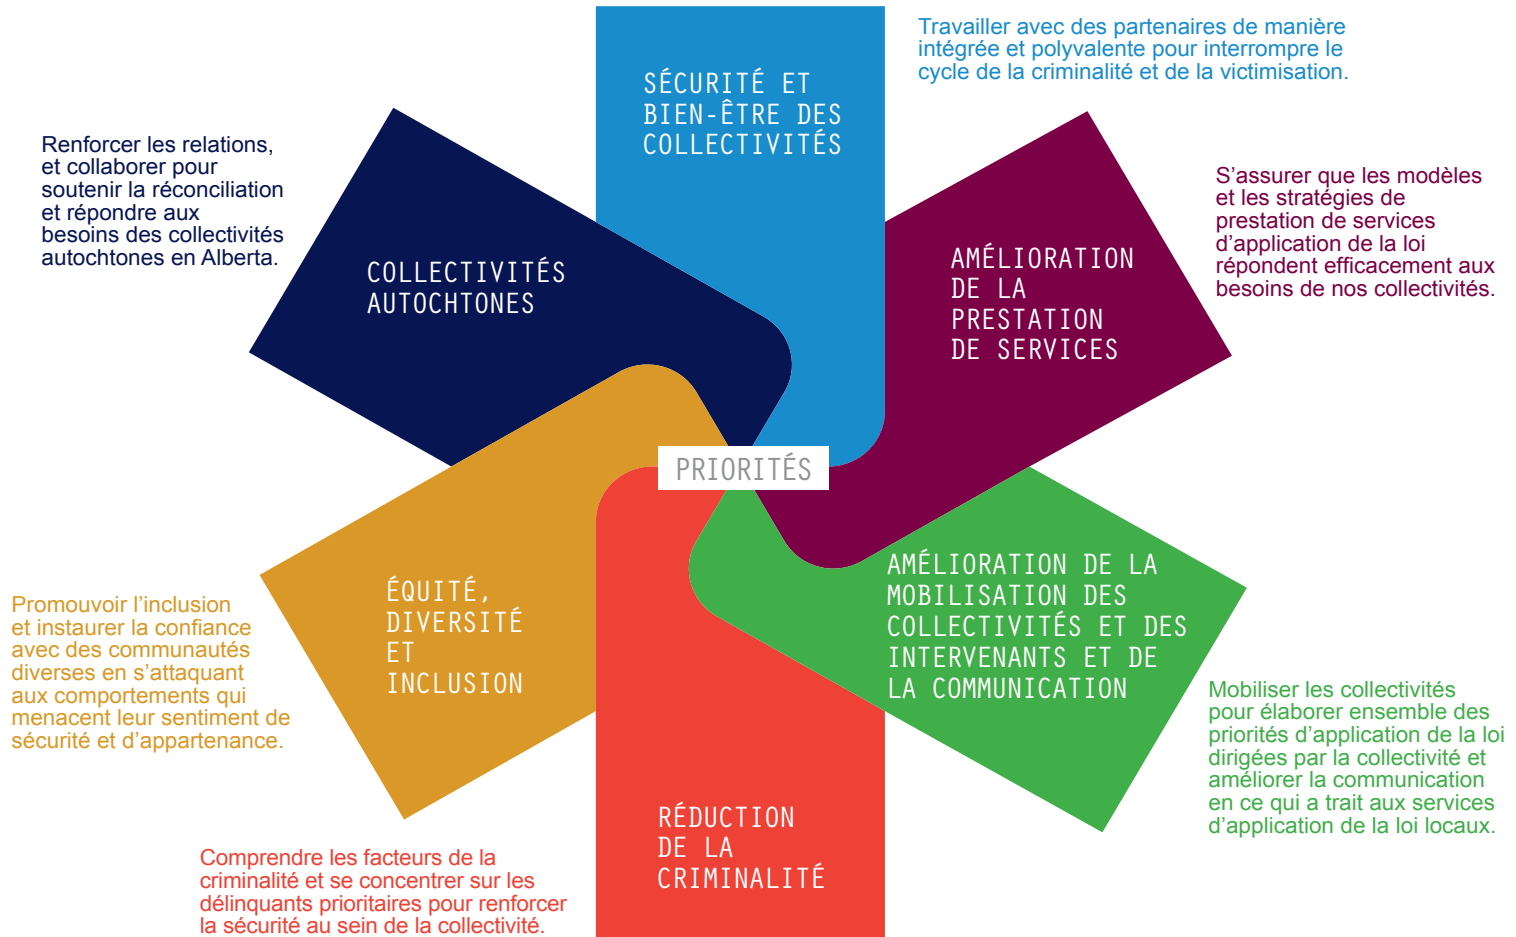 SÉCURITÉ ET
BIEN-ÊTRE DES
COLLECTIVITÉS
Travailler avec des partenaires de manière
intégrée et polyvalente pour interrompre le
cycle de la criminalité et de la victimisation.
AMÉLIORATION
DE LA
PRESTATION
DE SERVICES
S’assurer que les modèles
et les stratégies de
prestation de services
d’application de la loi
répondent efficacement aux
besoins de nos collectivités.
AMÉLIORATION DE LA
MOBILISATION DES
COLLECTIVITÉS ET DES
INTERVENANTS ET DE
LA COMMUNICATION
Mobiliser les collectivités
pour élaborer ensemble des
priorités d’application de la loi
dirigées par la collectivité et
améliorer la communication
en ce qui a trait aux services
d’application de la loi locaux.
RÉDUCTION
DE LA
CRIMINALITÉ
Comprendre les facteurs de la
criminalité et se concentrer sur les
délinquants prioritaires pour renforcer
la sécurité au sein de la collectivité.
ÉQUITÉ,
DIVERSITÉ
ET
INCLUSION
Promouvoir l’inclusion
et instaurer la confiance
avec des communautés
diverses en s’attaquant
aux comportements qui
menacent leur sentiment de
sécurité et d’appartenance.
COLLECTIVITÉS
AUTOCHTONES
Renforcer les relations,
et collaborer pour
soutenir la réconciliation
et répondre aux
besoins des collectivités
autochtones en Alberta.
PRIORITÉS